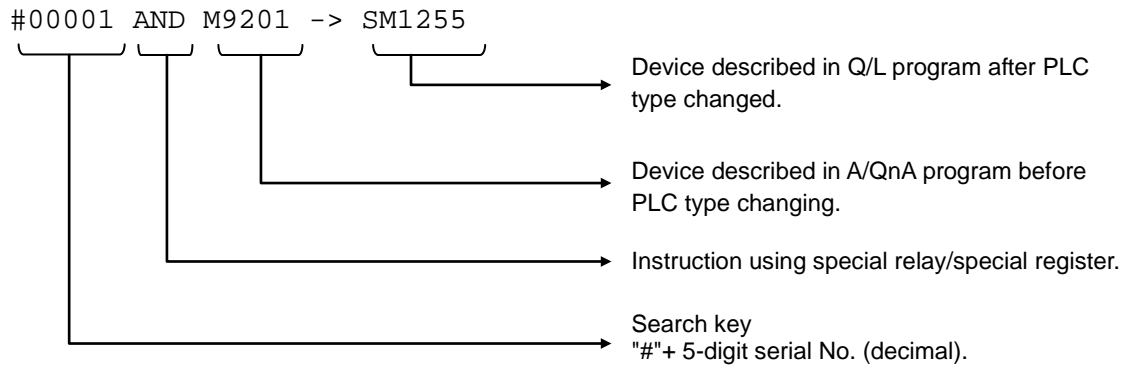 #00001 AND M9201 -> SM1255
Device described in Q/L program after PLC
type changed.
Device described in A/QnA program before
PLC type changing.
Instruction using special relay/special register.
Search key
"#"+ 5-digit serial No. (decimal).